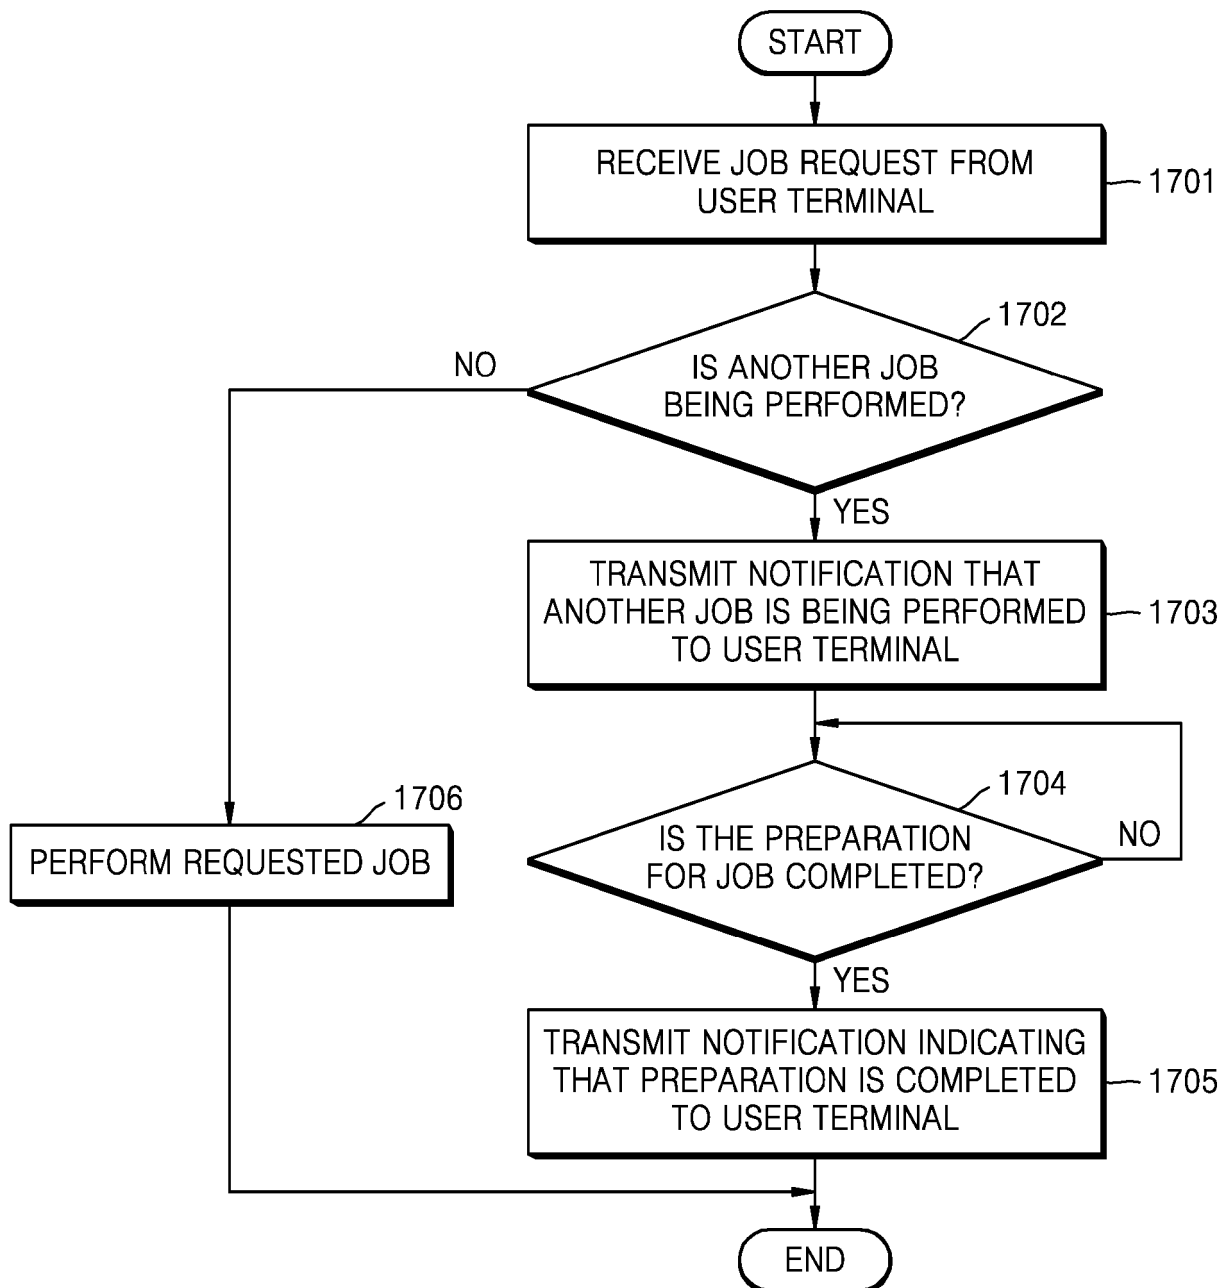 START
RECEIVE JOB REQUEST FROM
USER TERMINAL
1701
1702
NO
IS ANOTHER JOB
BEING PERFORMED?
YES
TRANSMIT NOTIFICATION THAT
ANOTHER JOB IS BEING PERFORMED
TO USER TERMINAL
1703
1704
IS THE PREPARATION
FOR JOB COMPLETED?
NO
1706
PERFORM REQUESTED JOB
YES
TRANSMIT NOTIFICATION INDICATING
THAT PREPARATION IS COMPLETED
TO USER TERMINAL
1705
END